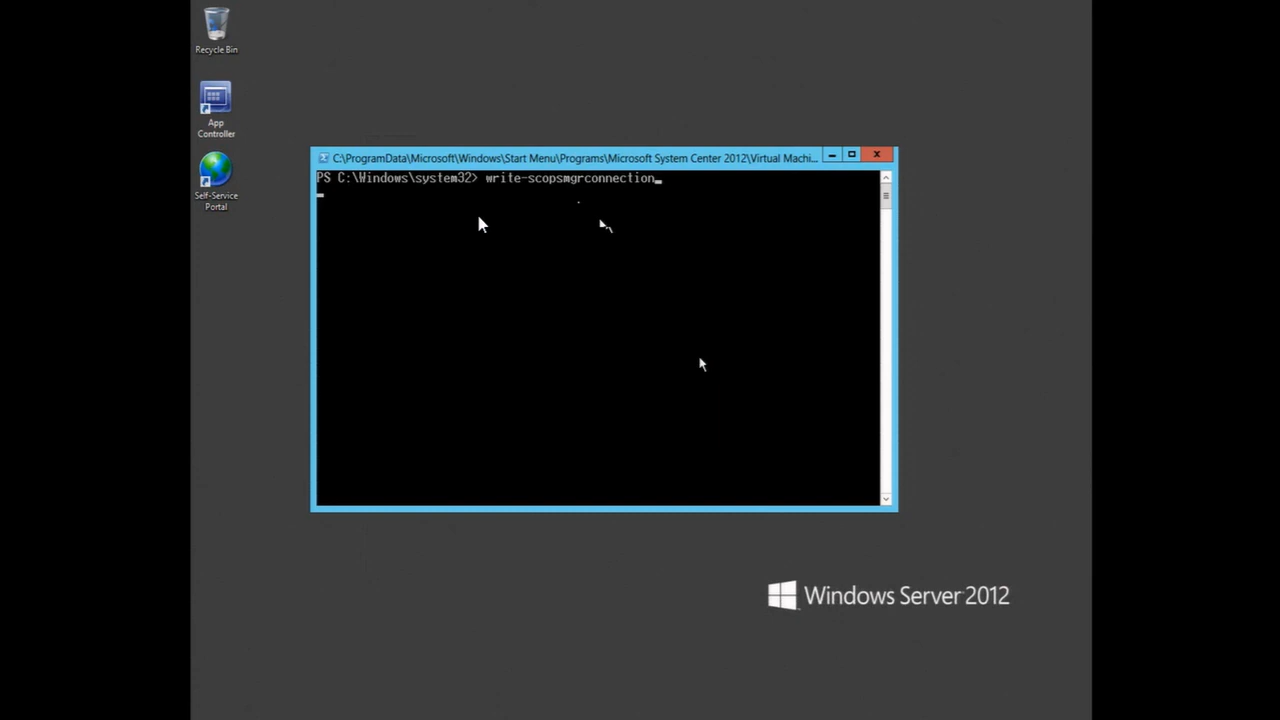 Recycle Bin
App
Controller
Self-Service
Portal
C:\ProgramData\Microsoft\Windows\Start Menu\Programs\Microsoft System Center 2012\Virtual Machi...
PS C:\Windows\system32> write-scopsmgrconnection
Windows Server 2012